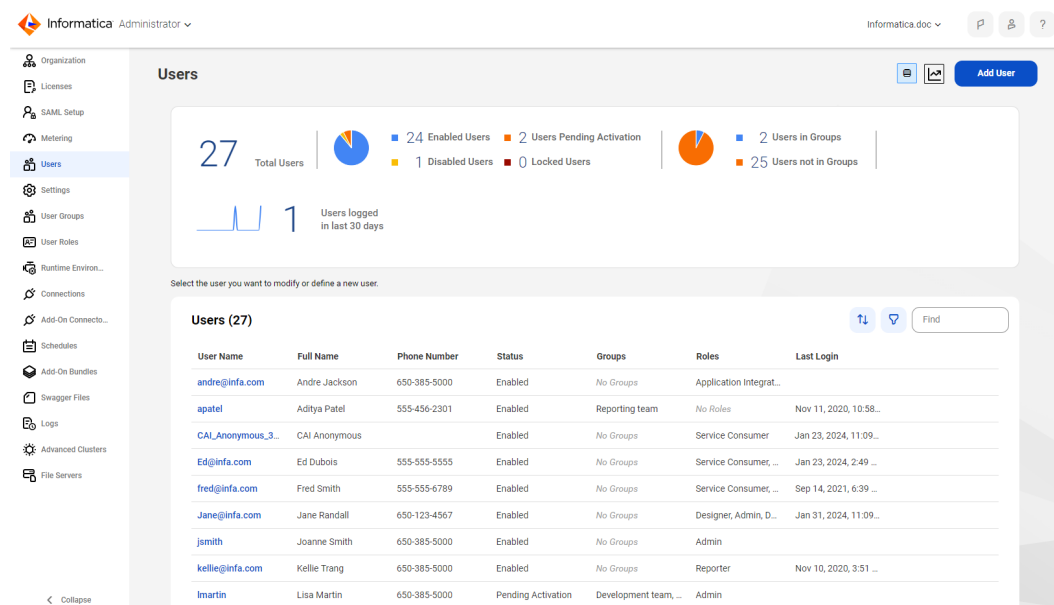 Informatica Administrator
Informatica.doc
?
Organization
Licenses
SAML Setup
Metering
Users
Settings
User Groups
User Roles
Runtime Environ...
Connections
Add-On Connecto...
Schedules
Add-On Bundles
Swagger Files
Logs
Advanced Clusters
File Servers
Collapse
Users
Add User
27 Total Users
24 Enabled Users 2 Users Pending Activation
1 Disabled Users 0 Locked Users
2 Users in Groups
25 Users not in Groups
1 Users logged
in last 30 days
Select the user you want to modify or define a new user.
Users (27)
Find
User Name Full Name Phone Number Status Groups Roles Last Login
andre@infa.com Andre Jackson 650-385-5000 Enabled No Groups Application Integrat...
apatel Aditya Patel 555-456-2301 Enabled Reporting team No Roles Nov 11, 2020, 10:58...
CAI_Anonymous_3... CAI Anonymous Enabled No Groups Service Consumer Jan 23, 2024, 11:09...
Ed@infa.com Ed Dubois 555-555-5555 Enabled No Groups Service Consumer, ... Jan 23, 2024, 2:49 ...
fred@infa.com Fred Smith 555-555-6789 Enabled No Groups Service Consumer, ... Sep 14, 2021, 6:39 ...
Jane@infa.com Jane Randall 650-123-4567 Enabled No Groups Designer, Admin, D... Jan 31, 2024, 11:09...
jsmith Joanne Smith 650-385-5000 Enabled No Groups Admin
kellie@infa.com Kellie Trang 650-385-5000 Enabled No Groups Reporter Nov 10, 2020, 3:51 ...
lmartin Lisa Martin 650-385-5000 Pending Activation Development team, ... Admin